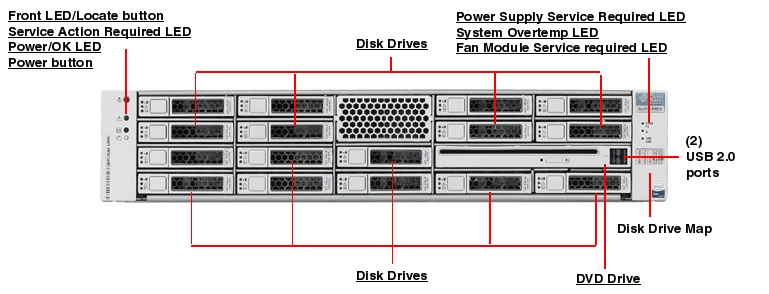 Front LED/Locate button
Service Action Required LED
Power/OK LED
Power button
Disk Drives
Power Supply Service Required LED
System Overtemp LED
Fan Module Service required LED
(2)
USB 2.0
ports
Disk Drive Map
Disk Drives
DVD Drive